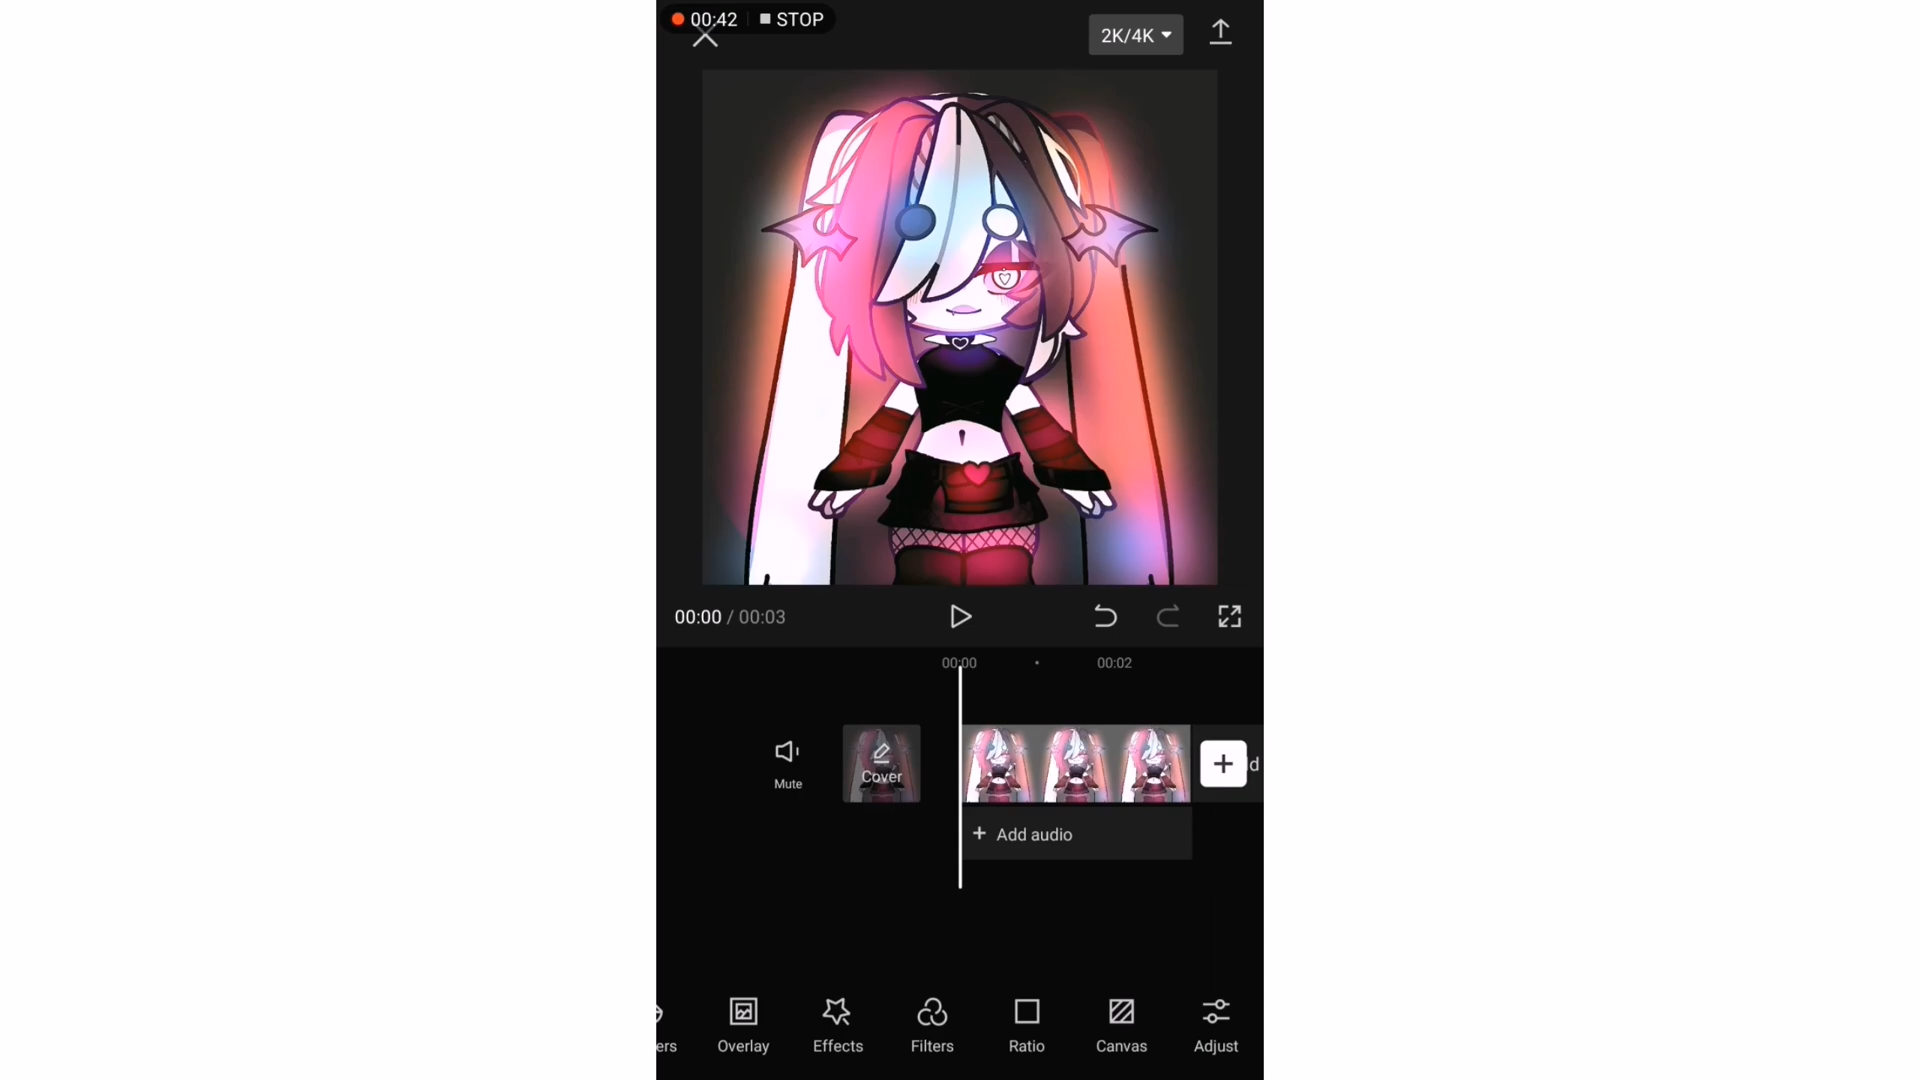 00:42 STOP
2K/4K
00:00 / 00:03
00:00 00:02
Mute
Cover
d
+ Add audio
ers Overlay Effects Filters Ratio Canvas Adjust